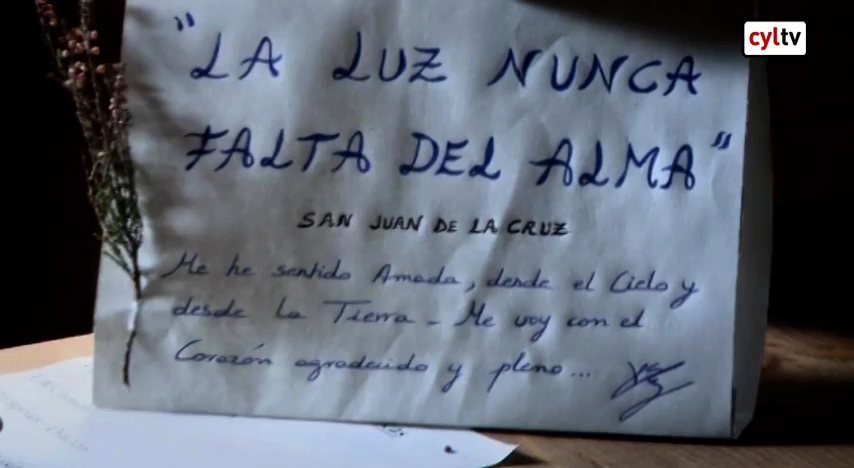 cyltv
"LA LUZ NUNCA
FALTA DEL ALMA"
SAN JUAN DE LA CRUZ
Me he sentido Amada, desde el Cielo y
desde La Tierra - Me voy con el
Corazón agradecido y pleno...